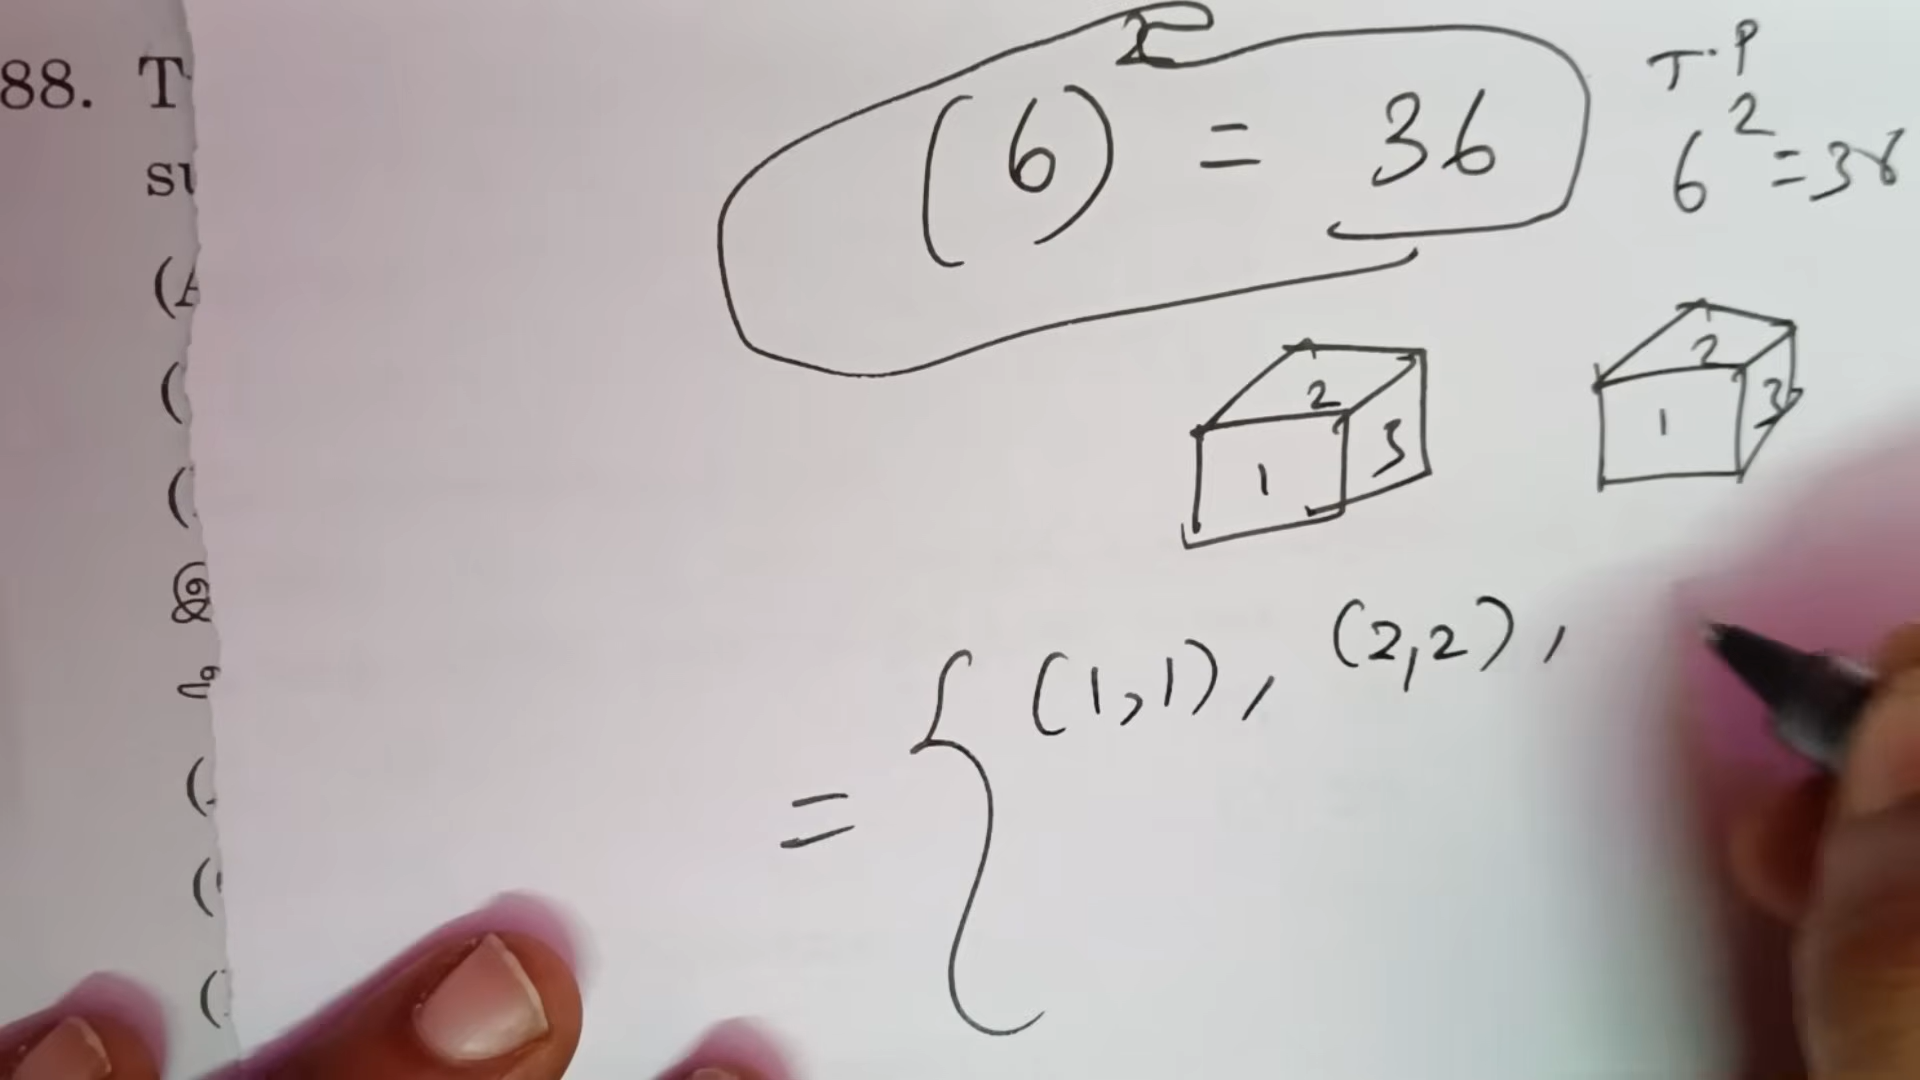 88. T
su
(A
(
(
இ
(
(
(
(6)² = 36
T.P
6² = 36
2
1 3
2
1 3
= { (1,1), (2,2),